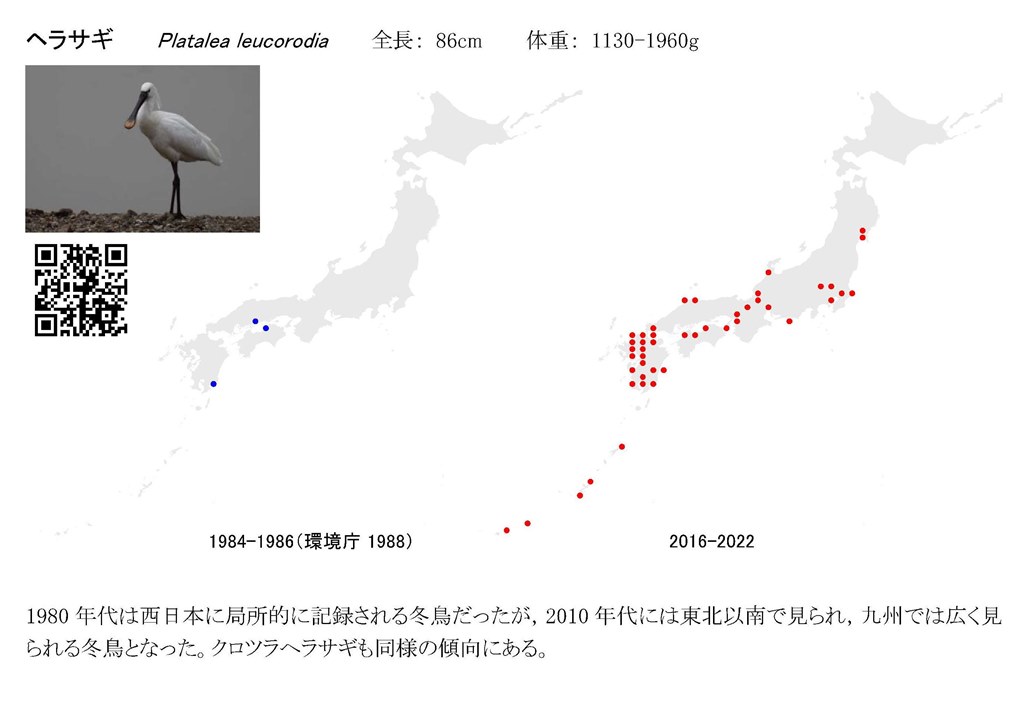 ヘラサギ Platalea leucorodia 全長： 86cm 体重： 1130-1960g
1984-1986（環境庁 1988） 2016-2022
1980 年代は西日本に局所的に記録される冬鳥だったが，2010 年代には東北以南で見られ，九州では広く見
られる冬鳥となった。クロツラヘラサギも同様の傾向にある。